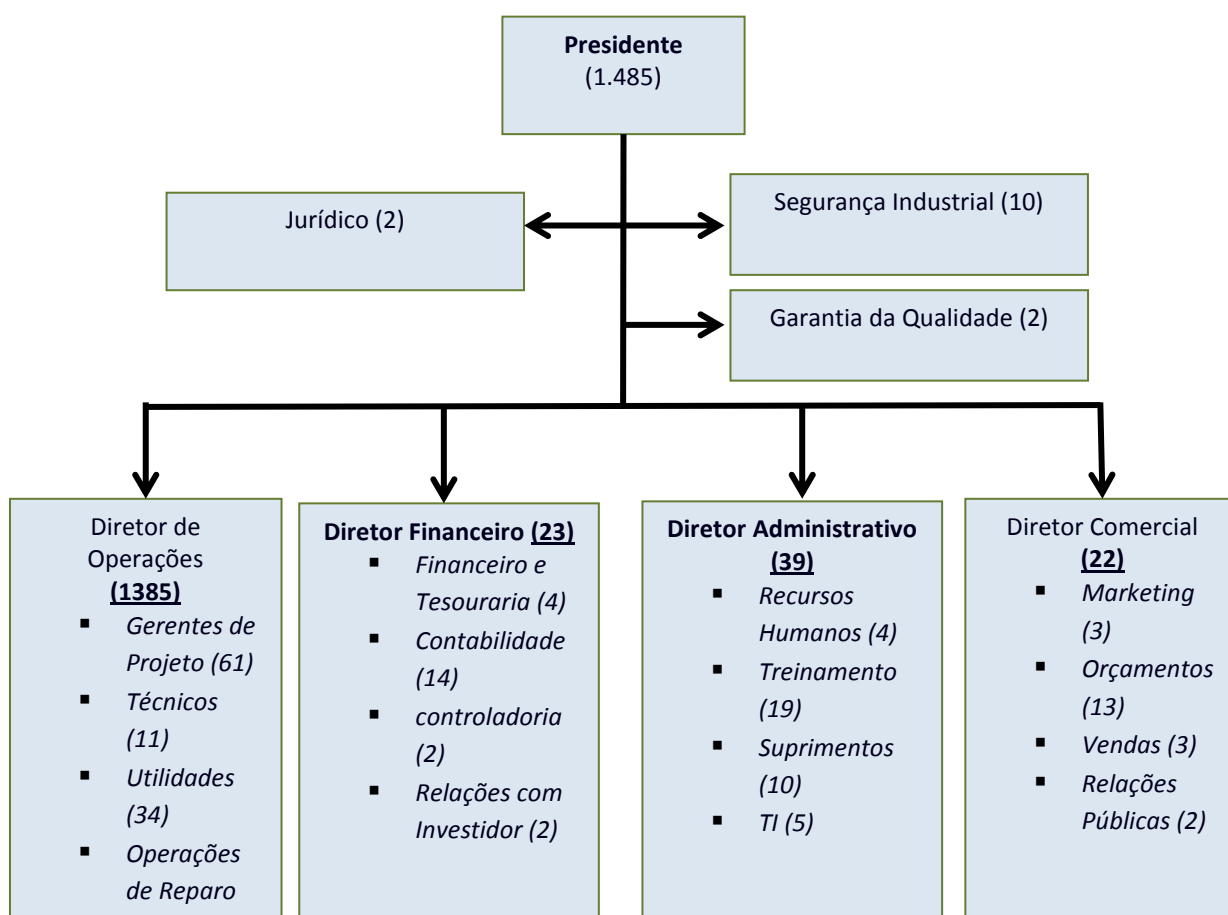 Presidente
(1.485)
Jurídico (2)
Segurança Industrial (10)
Garantia da Qualidade (2)
Diretor de
Operações
(1385)
▪ Gerentes de
Projeto (61)
▪ Técnicos
(11)
▪ Utilidades
(34)
▪ Operações
de Reparo
Diretor Financeiro (23)
▪ Financeiro e
Tesouraria (4)
▪ Contabilidade
(14)
▪ controladoria
(2)
▪ Relações com
Investidor (2)
Diretor Administrativo
(39)
▪ Recursos
Humanos (4)
▪ Treinamento
(19)
▪ Suprimentos
(10)
▪ TI (5)
Diretor Comercial
(22)
▪ Marketing
(3)
▪ Orçamentos
(13)
▪ Vendas (3)
▪ Relações
Públicas (2)